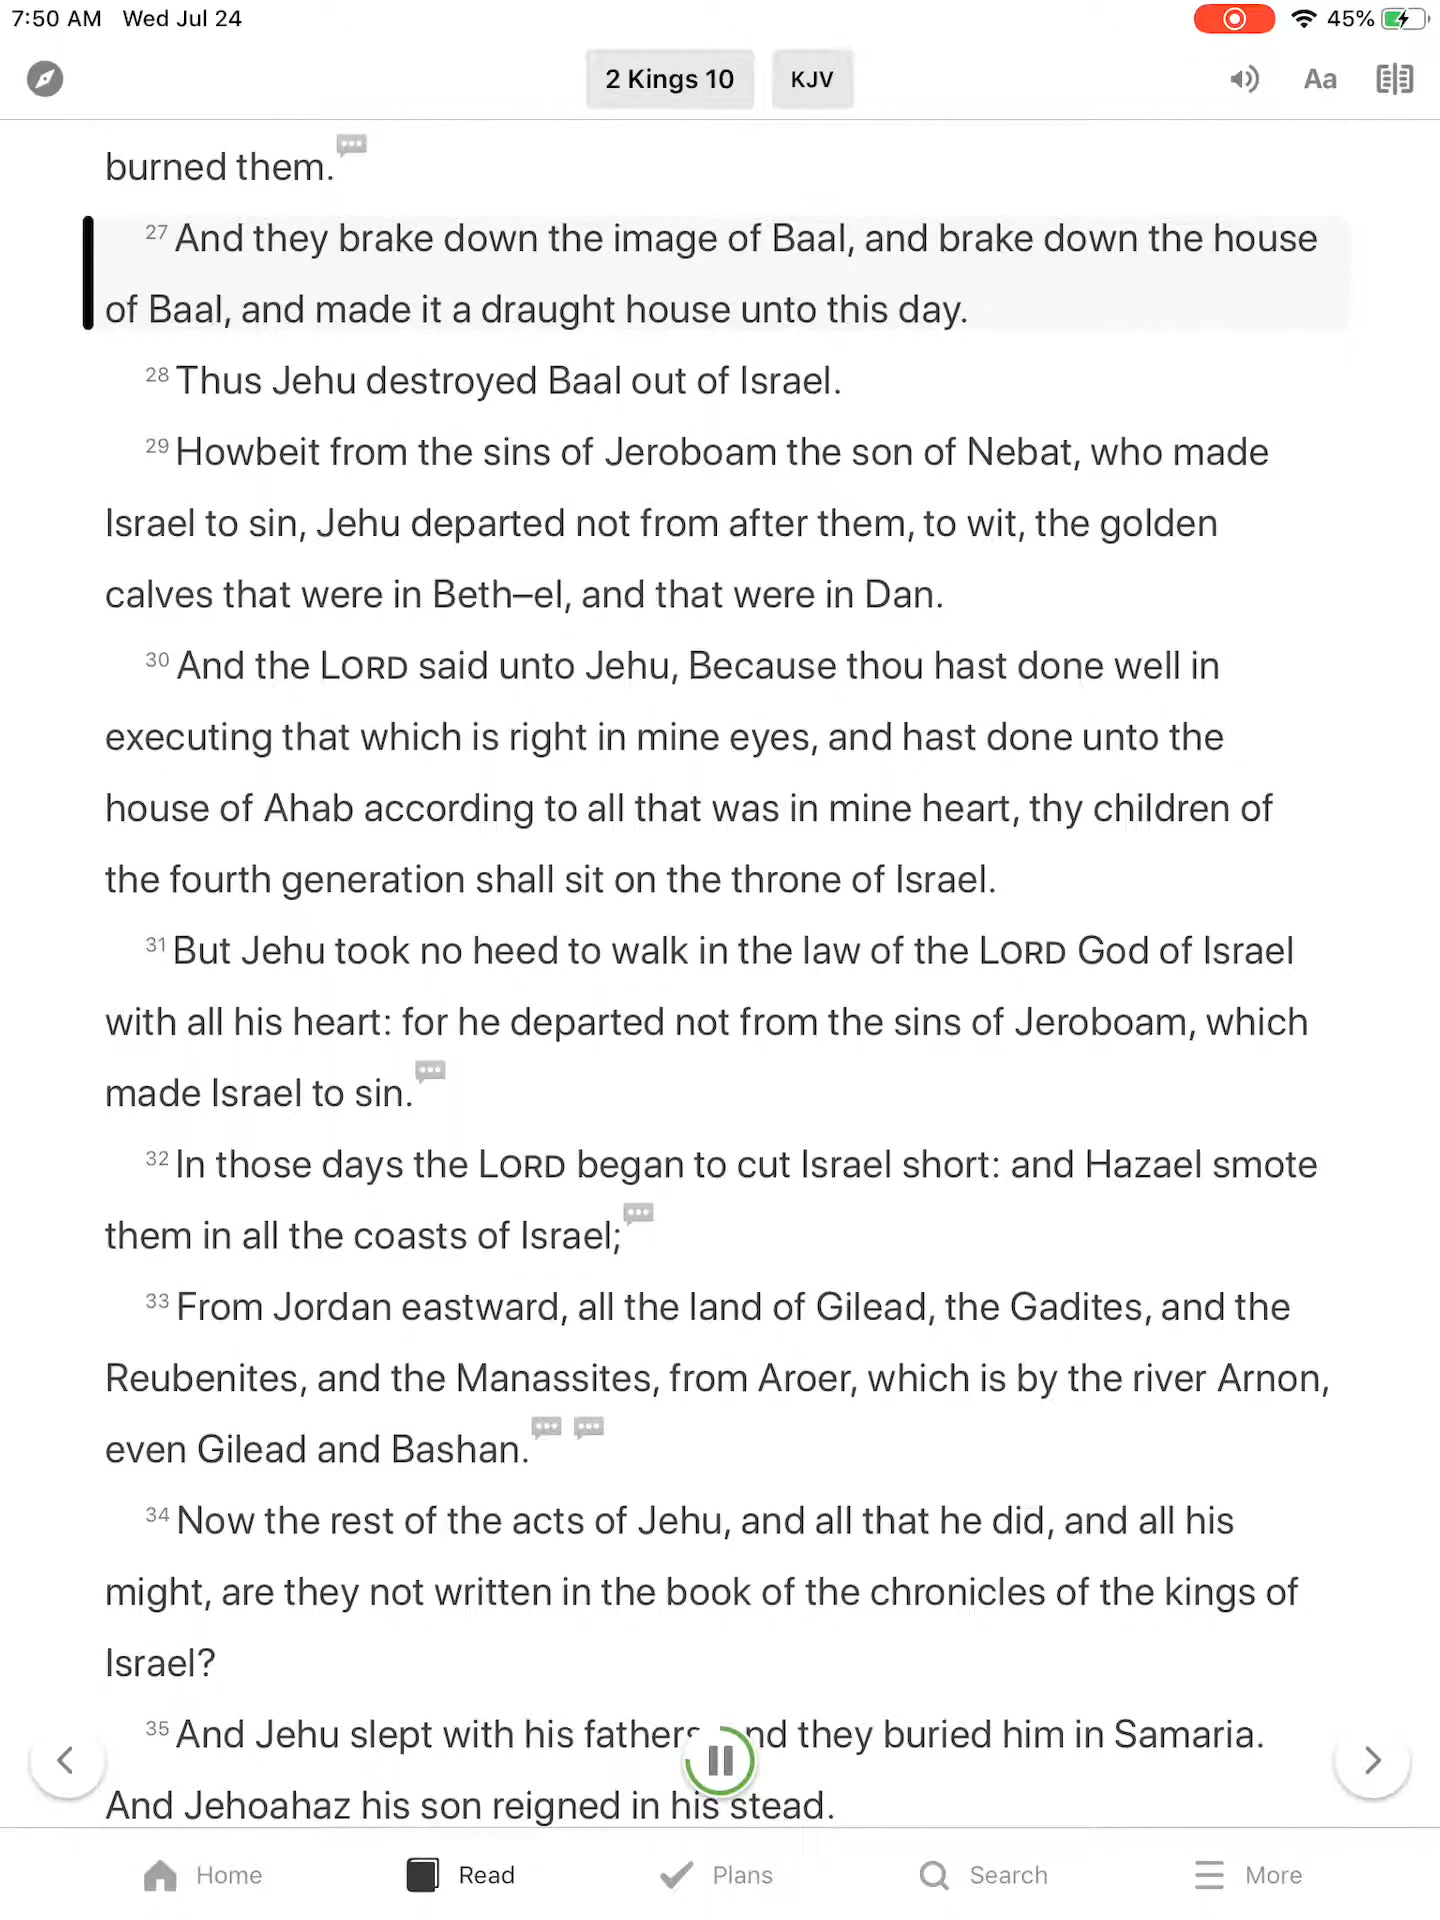 7:50 AM Wed Jul 24 45%
2 Kings 10 KJV Aa
burned them.
27 And they brake down the image of Baal, and brake down the house
of Baal, and made it a draught house unto this day.
28 Thus Jehu destroyed Baal out of Israel.
29 Howbeit from the sins of Jeroboam the son of Nebat, who made
Israel to sin, Jehu departed not from after them, to wit, the golden
calves that were in Beth–el, and that were in Dan.
30 And the LORD said unto Jehu, Because thou hast done well in
executing that which is right in mine eyes, and hast done unto the
house of Ahab according to all that was in mine heart, thy children of
the fourth generation shall sit on the throne of Israel.
31 But Jehu took no heed to walk in the law of the LORD God of Israel
with all his heart: for he departed not from the sins of Jeroboam, which
made Israel to sin.
32 In those days the LORD began to cut Israel short: and Hazael smote
them in all the coasts of Israel;
33 From Jordan eastward, all the land of Gilead, the Gadites, and the
Reubenites, and the Manassites, from Aroer, which is by the river Arnon,
even Gilead and Bashan.
34 Now the rest of the acts of Jehu, and all that he did, and all his
might, are they not written in the book of the chronicles of the kings of
Israel?
35 And Jehu slept with his fathers and they buried him in Samaria.
And Jehoahaz his son reigned in his stead.
Home Read Plans Search More